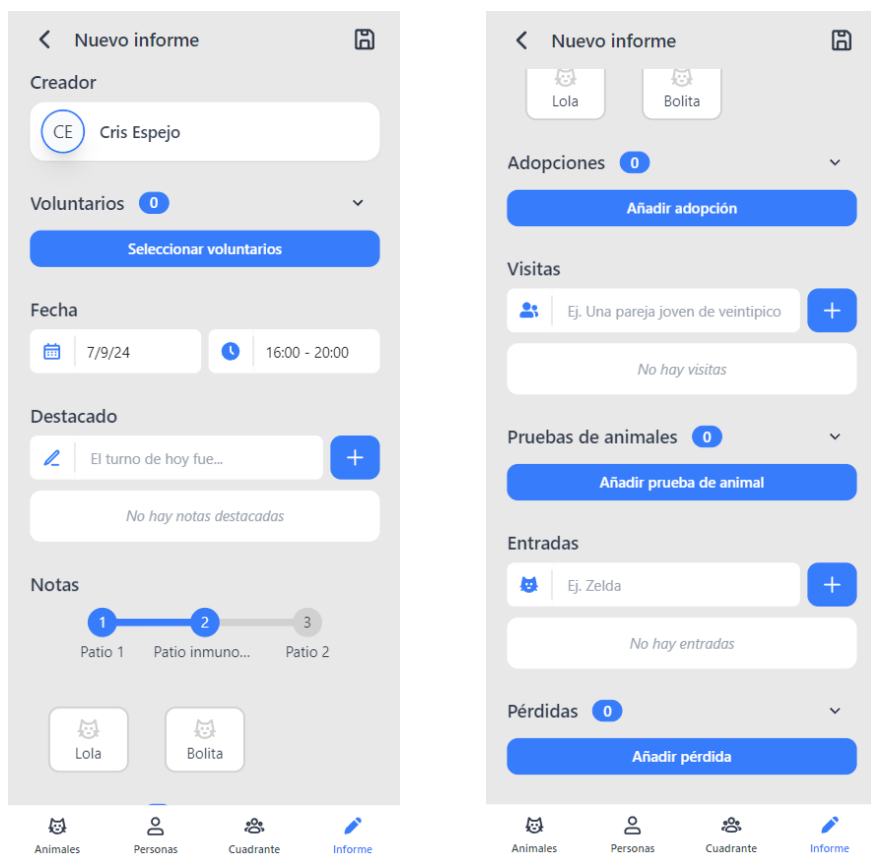 Nuevo informe
Creador
CE Cris Espejo
Voluntarios 0
Seleccionar voluntarios
Fecha
7/9/24 16:00 - 20:00
Destacado
El turno de hoy fue...
No hay notas destacadas
Notas
1 2 3
Patio 1 Patio inmuno... Patio 2
Lola Bolita
Animales Personas Cuadrante Informe
Nuevo informe
Lola Bolita
Adopciones 0
Añadir adopción
Visitas
Ej. Una pareja joven de veintipico
No hay visitas
Pruebas de animales 0
Añadir prueba de animal
Entradas
Ej. Zelda
No hay entradas
Pérdidas 0
Añadir pérdida
Animales Personas Cuadrante Informe